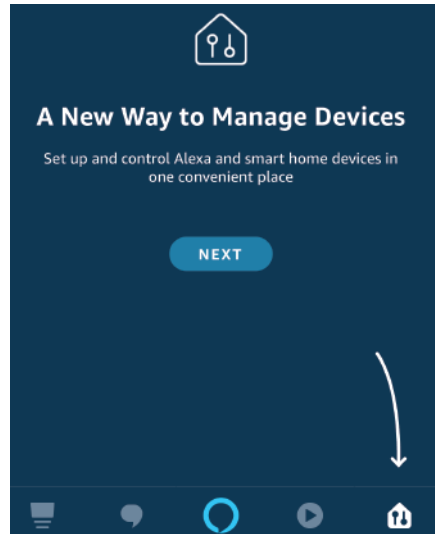 A New Way to Manage Devices
Set up and control Alexa and smart home devices in
one convenient place
NEXT